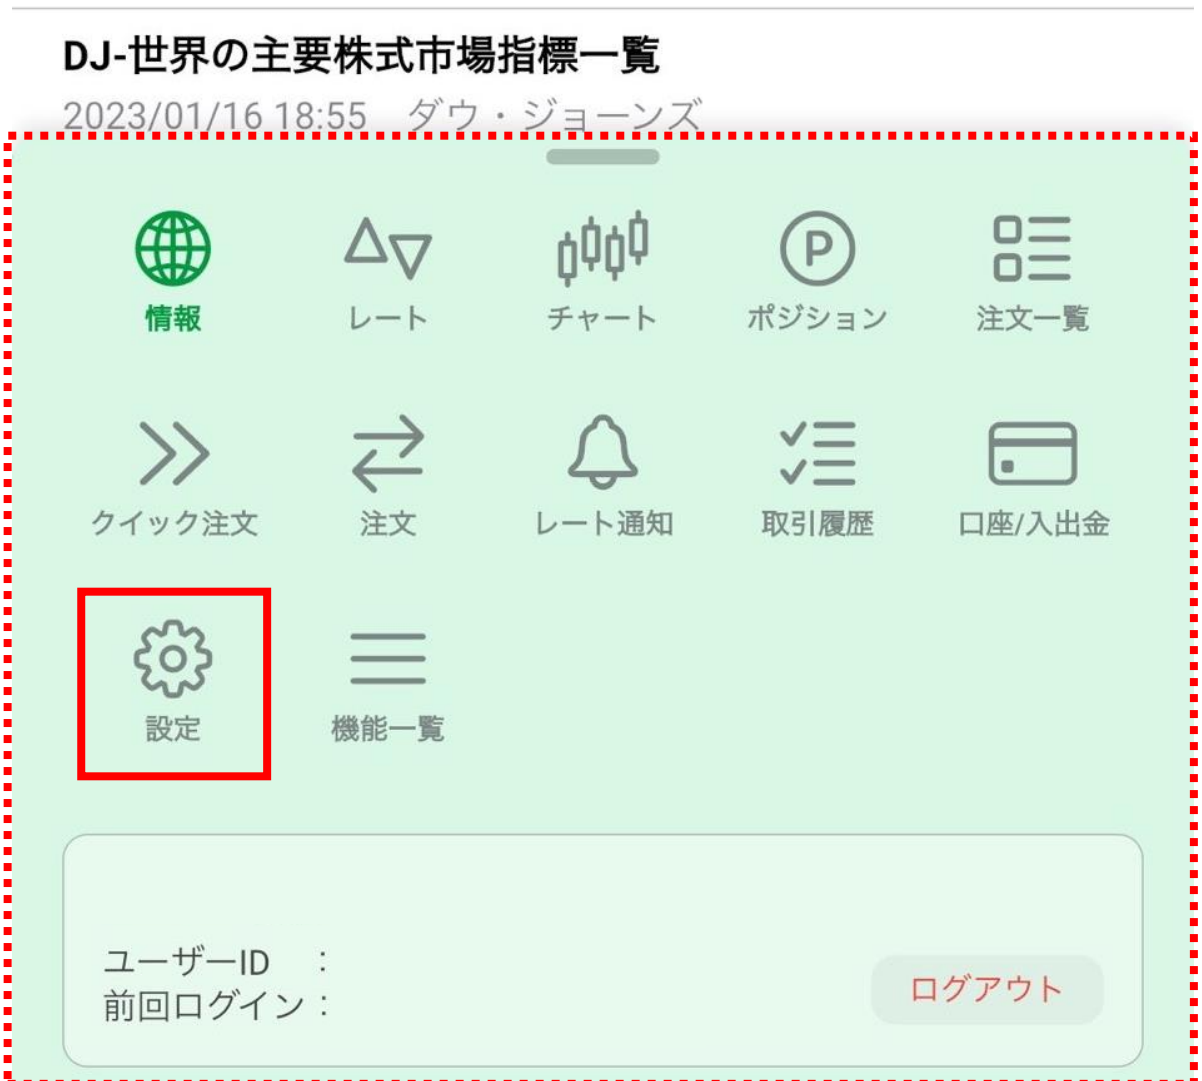 DJ-世界の主要株式市場指標一覧
2023/01/16 18:55　ダウ・ジョーンズ
情報 レート チャート ポジション 注文一覧
P
クイック注文 注文 レート通知 取引履歴 口座/入出金
設定 機能一覧
ユーザーID　：
前回ログイン：
ログアウト